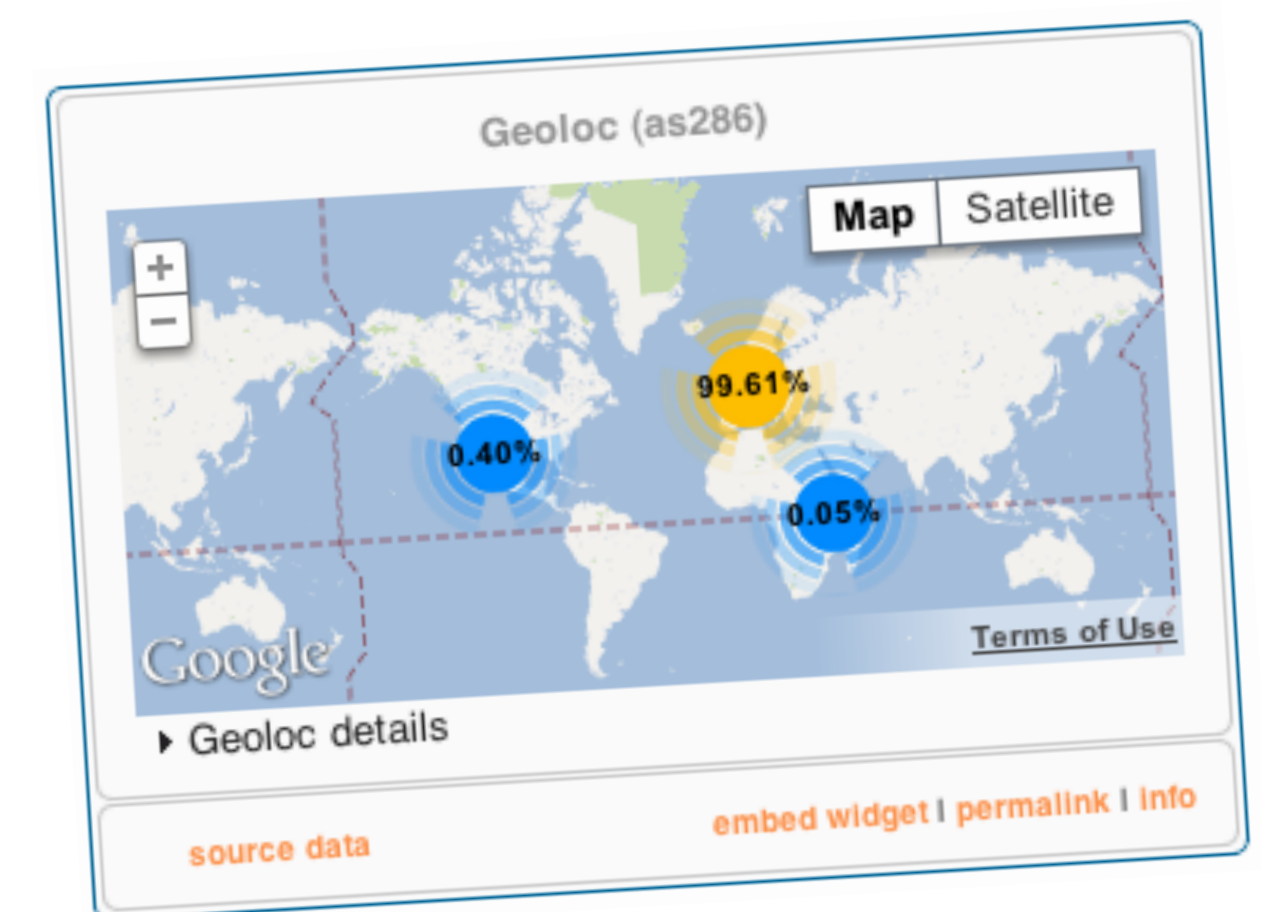 Geoloc (as286)
Map Satellite
+
−
99.61%
0.40%
0.05%
Google
Terms of Use
Geoloc details
source data
embed widget | permalink | info